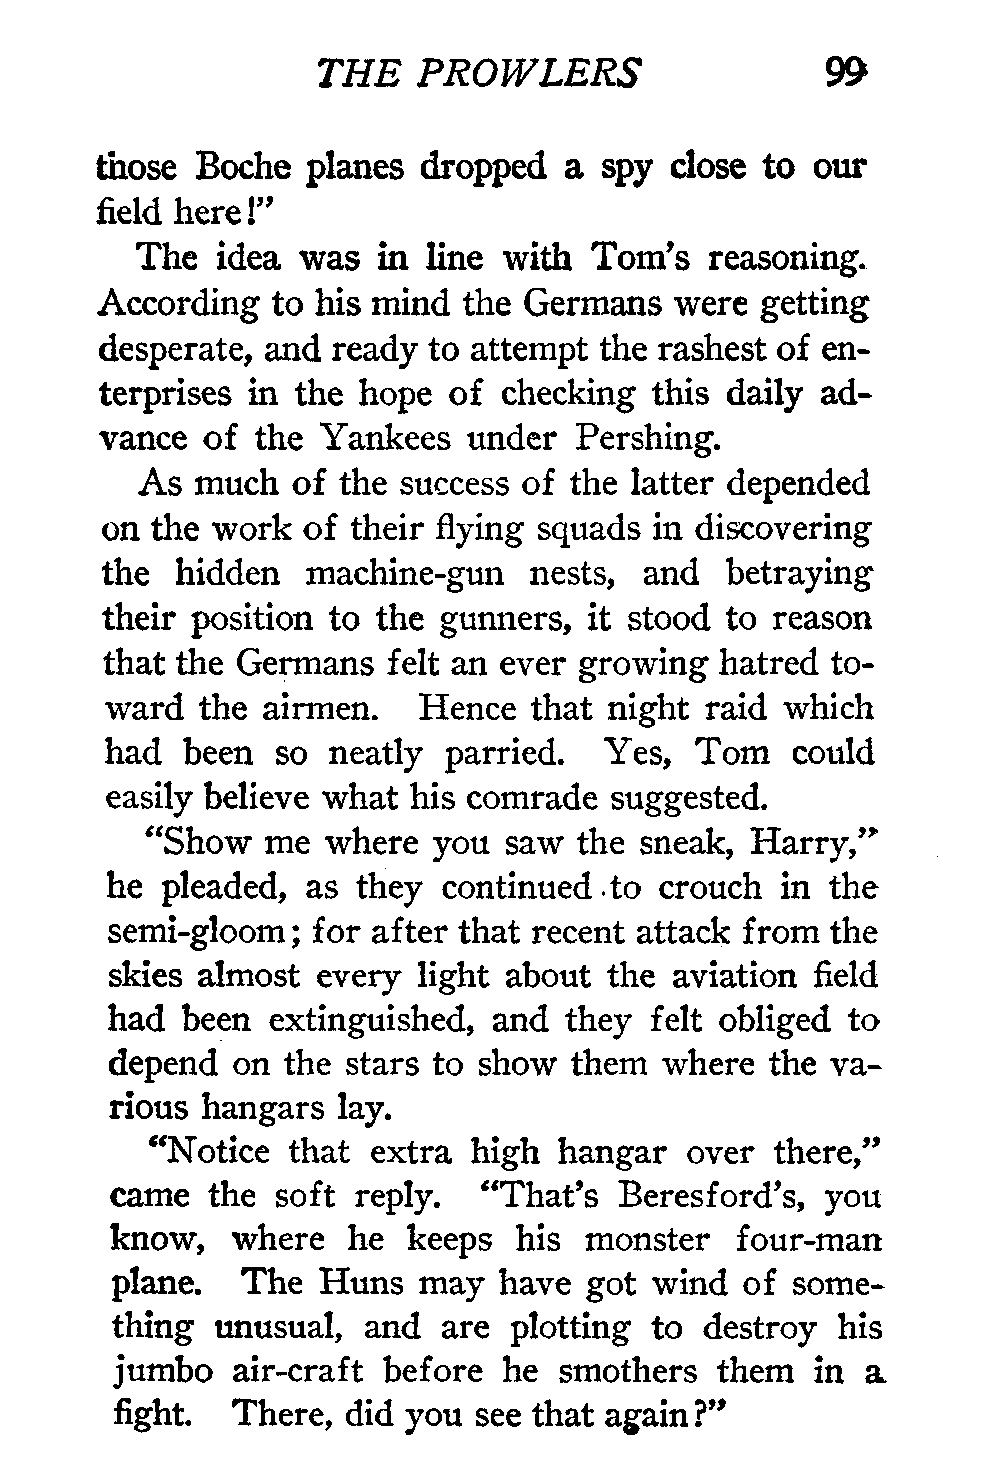 THE PROWLERS 99
those Boche planes dropped a spy close to our
field here!"
The idea was in line with Tom's reasoning.
According to his mind the Germans were getting
desperate, and ready to attempt the rashest of en-
terprises in the hope of checking this daily ad-
vance of the Yankees under Pershing.
As much of the success of the latter depended
on the work of their flying squads in discovering
the hidden machine-gun nests, and betraying
their position to the gunners, it stood to reason
that the Germans felt an ever growing hatred to-
ward the airmen. Hence that night raid which
had been so neatly parried. Yes, Tom could
easily believe what his comrade suggested.
"Show me where you saw the sneak, Harry,"
he pleaded, as they continued to crouch in the
semi-gloom; for after that recent attack from the
skies almost every light about the aviation field
had been extinguished, and they felt obliged to
depend on the stars to show them where the va-
rious hangars lay.
"Notice that extra high hangar over there,"
came the soft reply. "That's Beresford's, you
know, where he keeps his monster four-man
plane. The Huns may have got wind of some-
thing unusual, and are plotting to destroy his
jumbo air-craft before he smothers them in a
fight. There, did you see that again?"